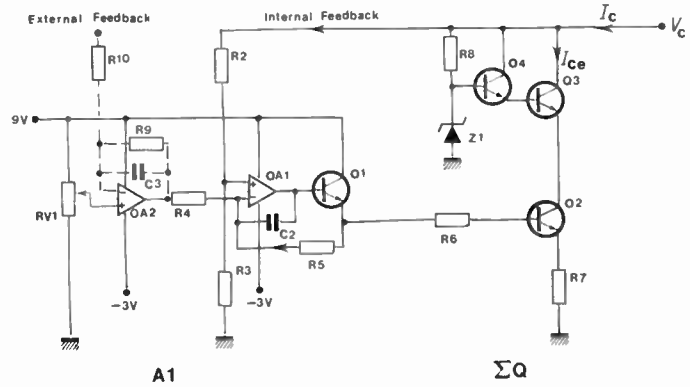 External Feedback
Internal Feedback
Ic
Vc
R10
R2
R8
Q4
Ice
Q3
9V
R9
Z1
C3
OA1
Q1
RV1
OA2
R4
Q2
C2
R6
R5
R3
R7
-3V
-3V
A1
ΣQ